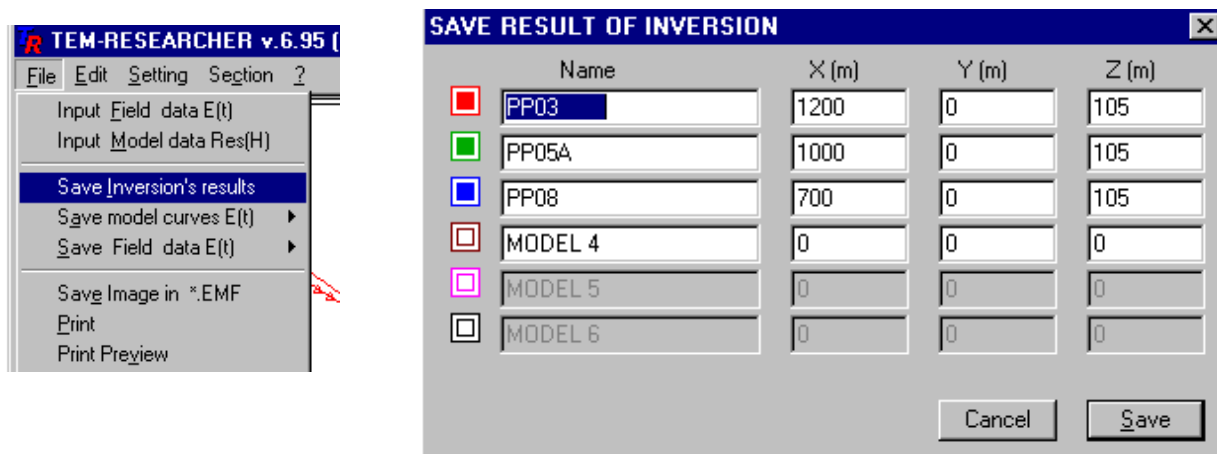 TEM-RESEARCHER v.6.95 (
File Edit Setting Section ?
Input Field data E(t)
Input Model data Res(H)
Save Inversion's results
Save model curves E(t)
Save Field data E(t)
Save Image in *.EMF
Print
Print Preview
SAVE RESULT OF INVERSION
Name X (m) Y (m) Z (m)
PP03 1200 0 105
PP05A 1000 0 105
PP08 700 0 105
MODEL 4 0 0 0
MODEL 5 0 0 0
MODEL 6 0 0 0
Cancel Save